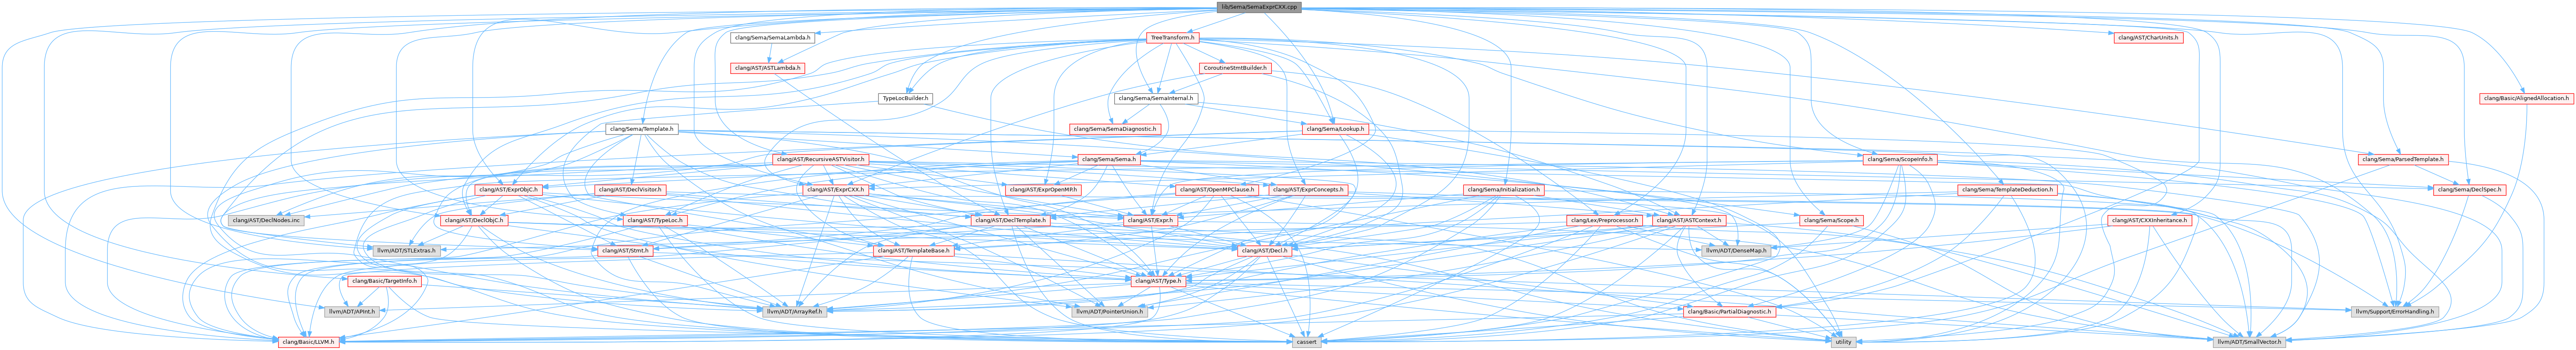 lib/Sema/SemaExprCXX.cpp
clang/Sema/SemaLambda.h
TreeTransform.h
clang/AST/CharUnits.h
clang/AST/ASTLambda.h
CoroutineStmtBuilder.h
TypeLocBuilder.h
clang/Sema/SemaInternal.h
clang/Basic/AlignedAllocation.h
clang/Sema/Template.h
clang/Sema/SemaDiagnostic.h
clang/Sema/Lookup.h
clang/AST/RecursiveASTVisitor.h
clang/Sema/Sema.h
clang/Sema/ScopeInfo.h
clang/Sema/ParsedTemplate.h
clang/AST/ExprObjC.h
clang/AST/DeclVisitor.h
clang/AST/ExprCXX.h
clang/AST/ExprOpenMP.h
clang/AST/OpenMPClause.h
clang/AST/ExprConcepts.h
clang/Sema/Initialization.h
clang/Sema/TemplateDeduction.h
clang/Sema/DeclSpec.h
clang/AST/DeclNodes.inc
clang/AST/DeclObjC.h
clang/AST/TypeLoc.h
clang/AST/DeclTemplate.h
clang/AST/Expr.h
clang/Lex/Preprocessor.h
clang/AST/ASTContext.h
clang/Sema/Scope.h
clang/AST/CXXInheritance.h
llvm/ADT/STLExtras.h
clang/AST/Stmt.h
clang/AST/TemplateBase.h
clang/AST/Decl.h
llvm/ADT/DenseMap.h
clang/Basic/TargetInfo.h
clang/AST/Type.h
llvm/ADT/APInt.h
llvm/ADT/ArrayRef.h
llvm/ADT/PointerUnion.h
clang/Basic/PartialDiagnostic.h
llvm/Support/ErrorHandling.h
clang/Basic/LLVM.h
cassert
utility
llvm/ADT/SmallVector.h